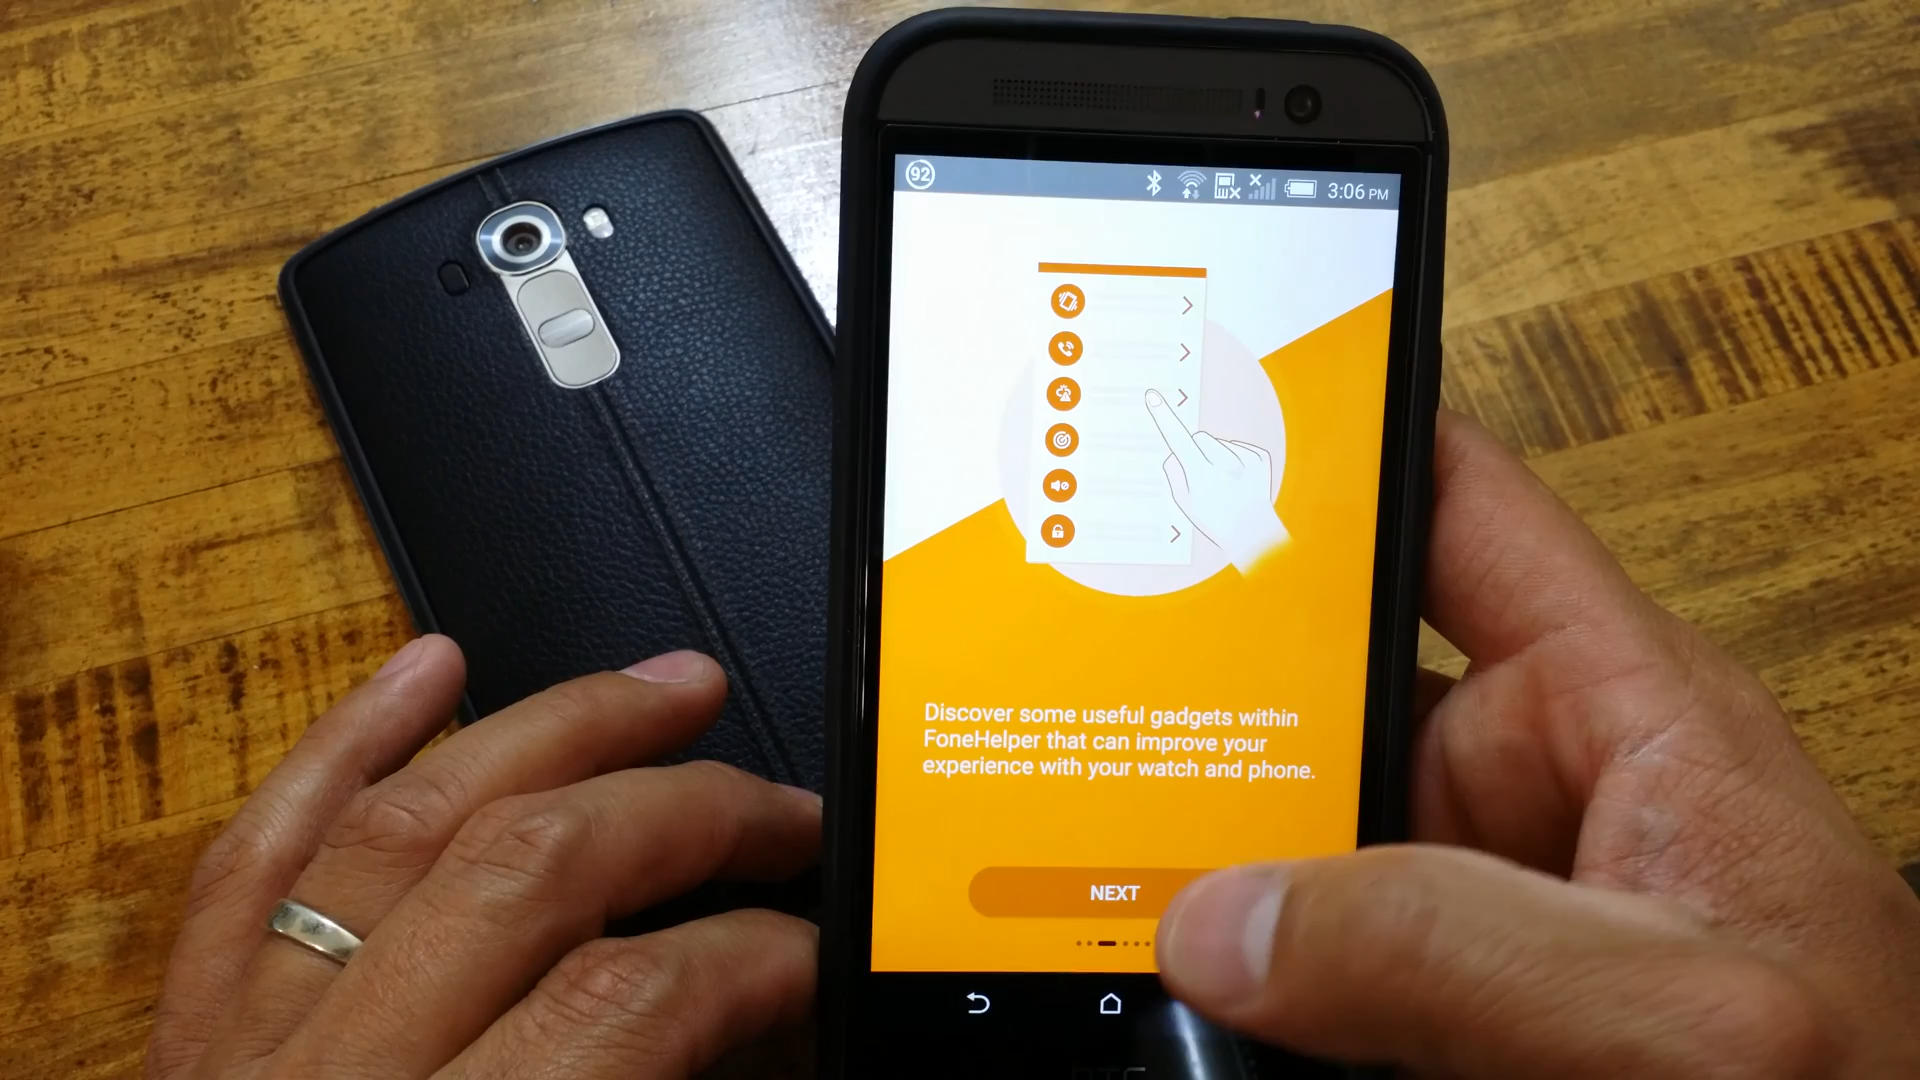 92
3:06 PM
Discover some useful gadgets within
FoneHelper that can improve your
experience with your watch and phone.
NEXT